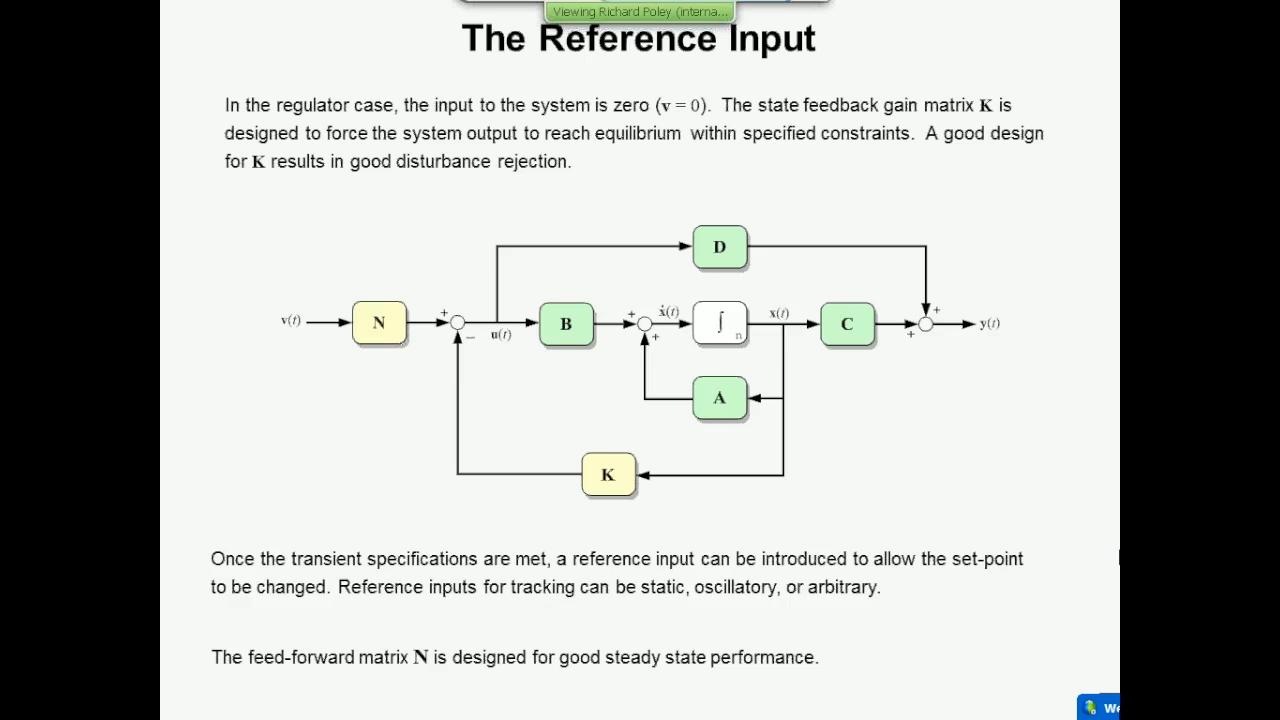 Viewing Richard Poley (interna...
The Reference Input
In the regulator case, the input to the system is zero (v = 0). The state feedback gain matrix K is
designed to force the system output to reach equilibrium within specified constraints. A good design
for K results in good disturbance rejection.
D
v(t) N + − u(t) B + + ẋ(t) ∫ n x(t) C + + y(t)
A
K
Once the transient specifications are met, a reference input can be introduced to allow the set-point
to be changed. Reference inputs for tracking can be static, oscillatory, or arbitrary.
The feed-forward matrix N is designed for good steady state performance.